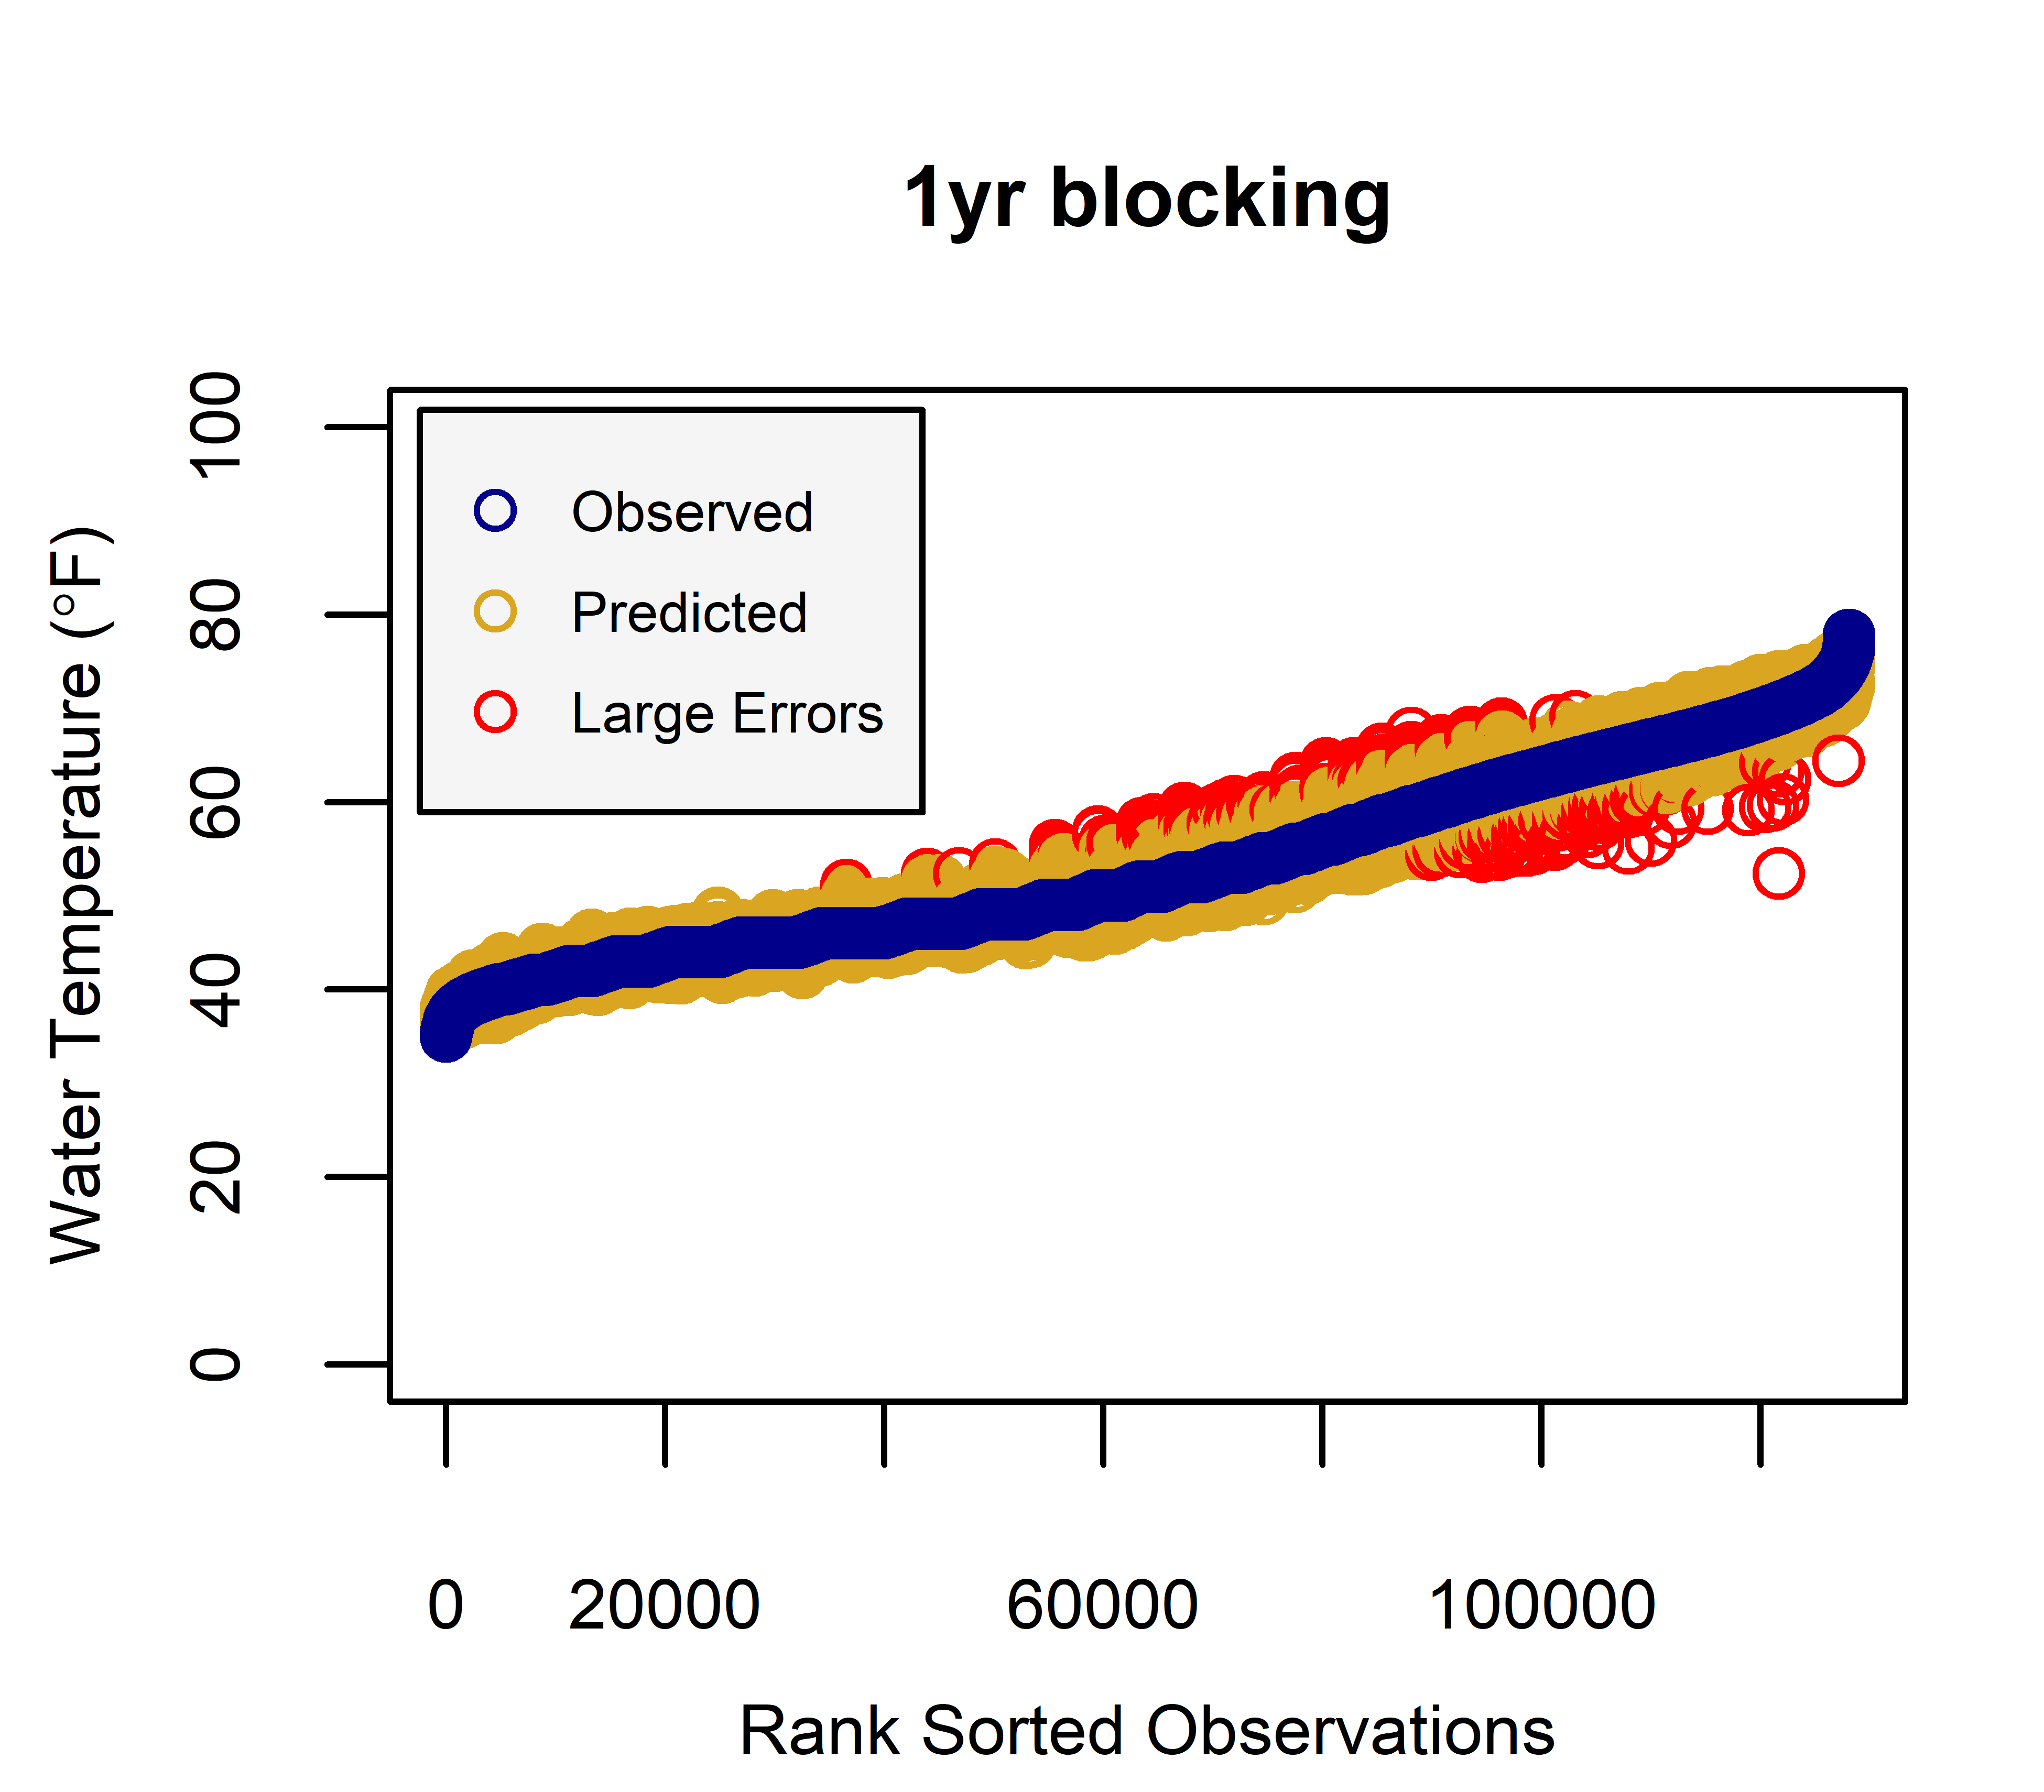 1yr blocking
Water Temperature (°F)
100
80
60
40
20
0
Observed
Predicted
Large Errors
0 20000 60000 100000
Rank Sorted Observations